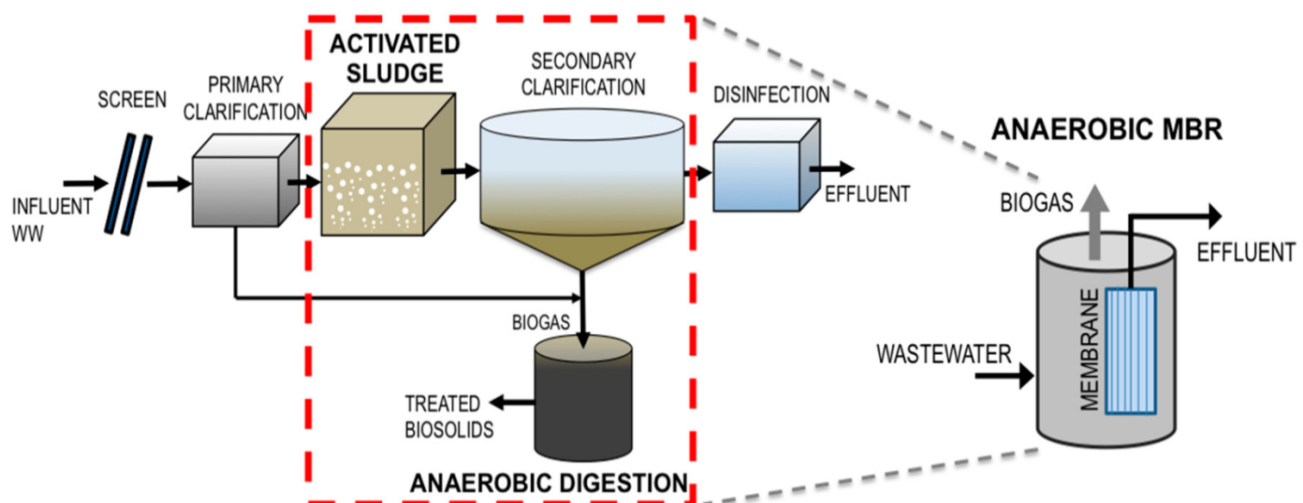 SCREEN
INFLUENT
WW
PRIMARY
CLARIFICATION
ACTIVATED
SLUDGE
SECONDARY
CLARIFICATION
DISINFECTION
EFFLUENT
BIOGAS
TREATED
BIOSOLIDS
ANAEROBIC DIGESTION
ANAEROBIC MBR
BIOGAS
EFFLUENT
WASTEWATER
MEMBRANE